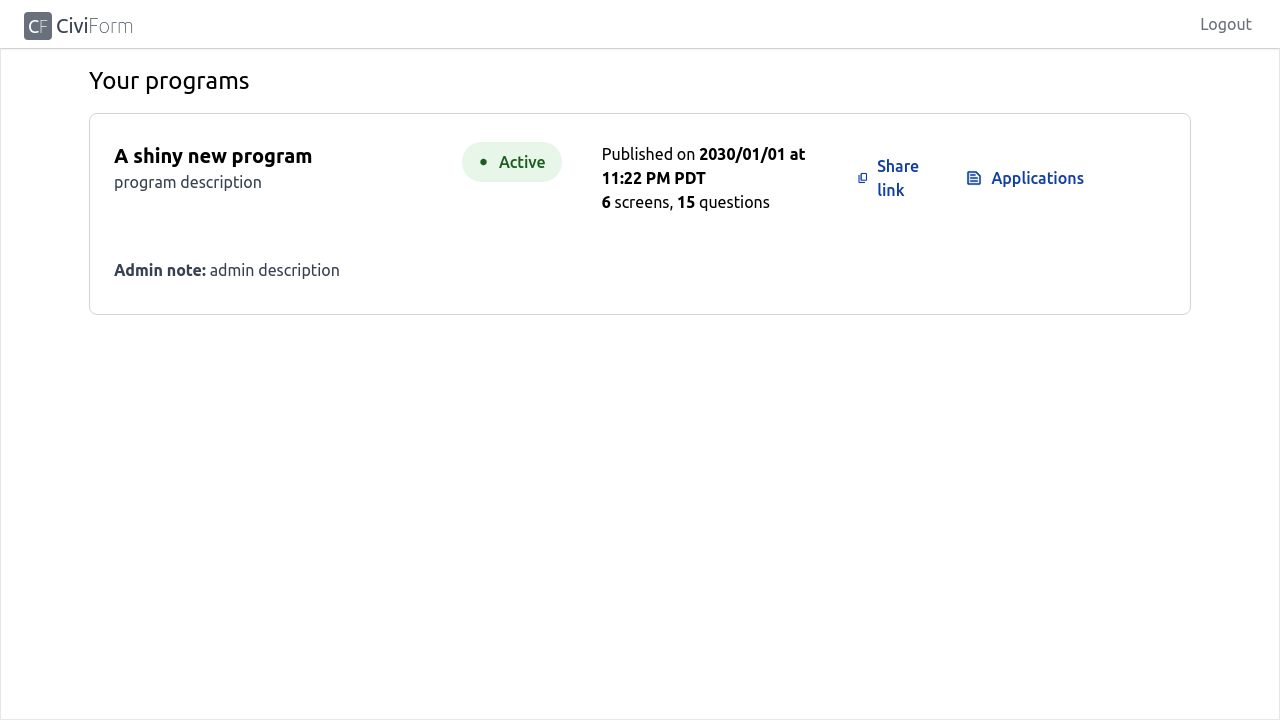 CF CiviForm
Logout
Your programs
A shiny new program
program description
Active
Published on 2030/01/01 at
11:22 PM PDT
6 screens, 15 questions
Share
link
Applications
Admin note: admin description